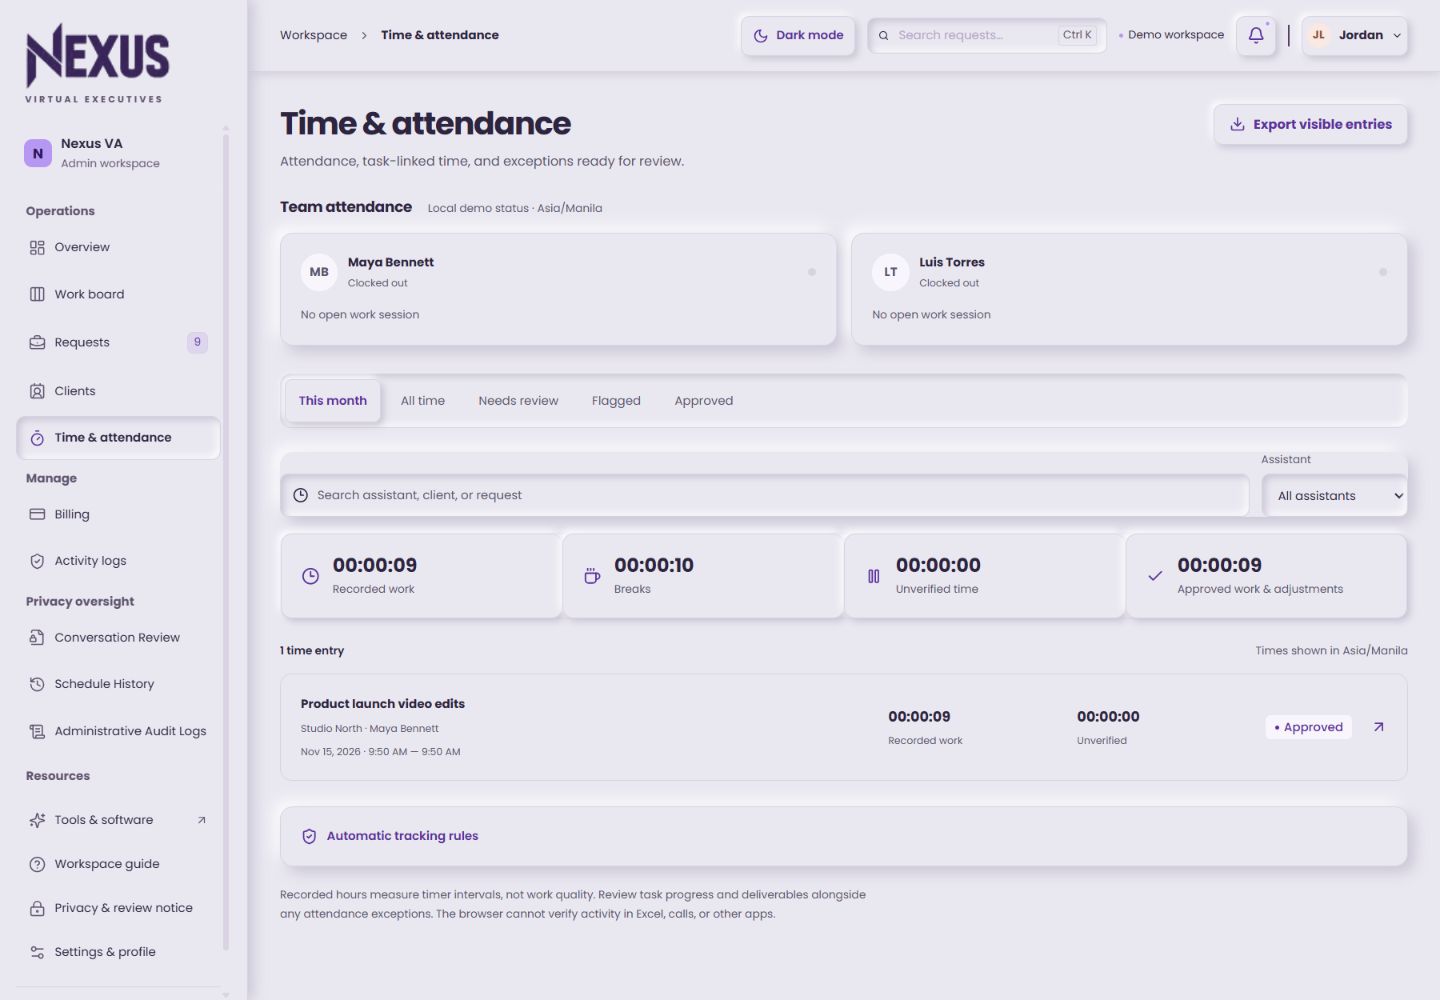 NEXUS
VIRTUAL EXECUTIVES
N
Nexus VA
Admin workspace
Operations
Overview
Work board
Requests
9
Clients
Time & attendance
Manage
Billing
Activity logs
Privacy oversight
Conversation Review
Schedule History
Administrative Audit Logs
Resources
Tools & software
Workspace guide
Privacy & review notice
Settings & profile
Workspace > Time & attendance
Dark mode
Search requests...
Ctrl K
• Demo workspace
JL
Jordan
Time & attendance
Attendance, task-linked time, and exceptions ready for review.
Export visible entries
Team attendance
Local demo status · Asia/Manila
MB
Maya Bennett
Clocked out
No open work session
LT
Luis Torres
Clocked out
No open work session
This month
All time
Needs review
Flagged
Approved
Assistant
Search assistant, client, or request
All assistants
00:00:09
Recorded work
00:00:10
Breaks
00:00:00
Unverified time
00:00:09
Approved work & adjustments
1 time entry
Times shown in Asia/Manila
Product launch video edits
Studio North · Maya Bennett
Nov 15, 2026 · 9:50 AM — 9:50 AM
00:00:09
Recorded work
00:00:00
Unverified
• Approved
Automatic tracking rules
Recorded hours measure timer intervals, not work quality. Review task progress and deliverables alongside
any attendance exceptions. The browser cannot verify activity in Excel, calls, or other apps.